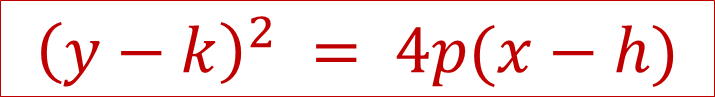 (y − k)² = 4p(x − h)